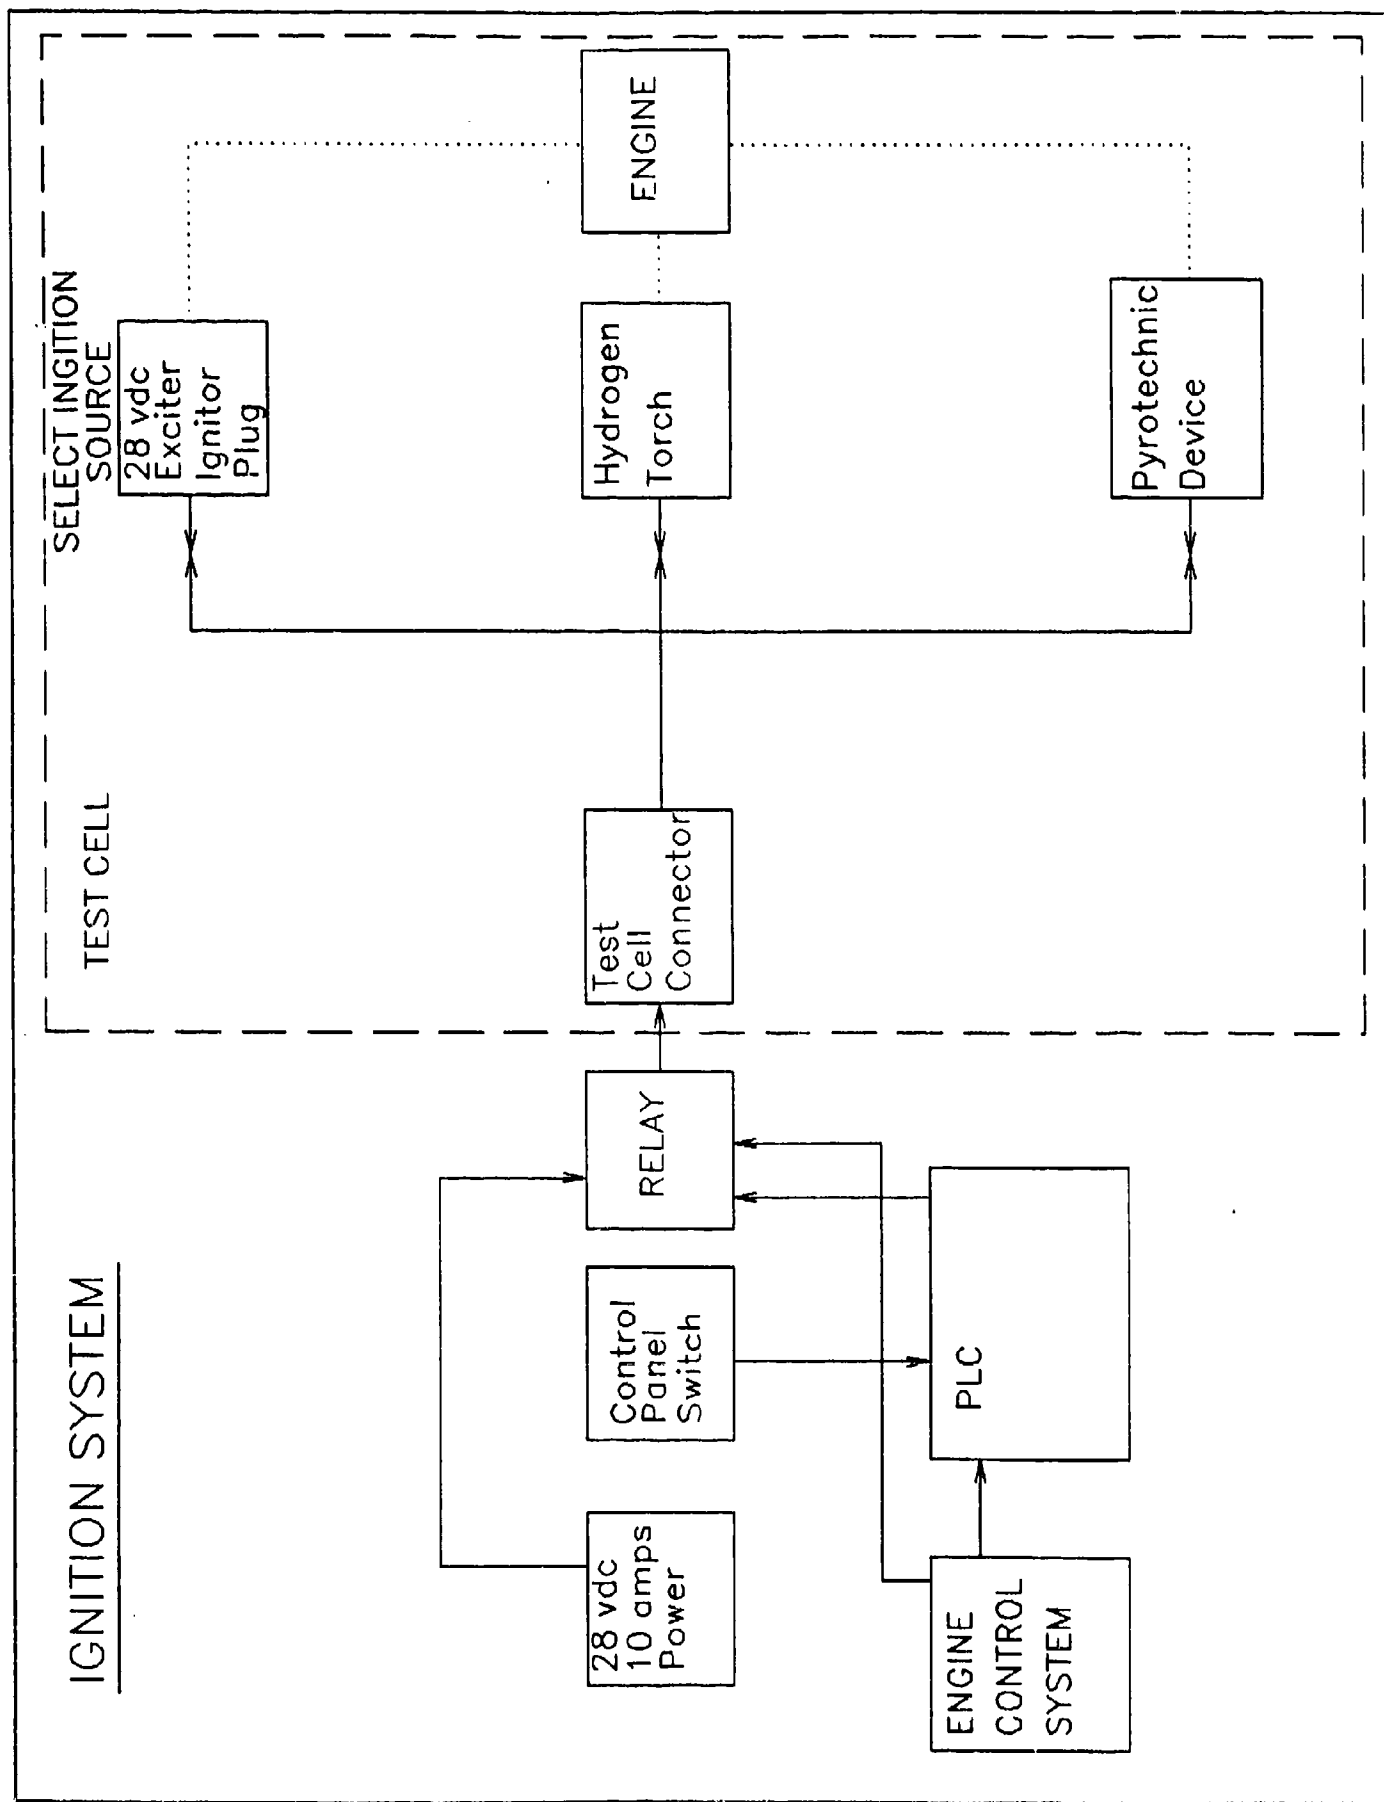 IGNITION SYSTEM
TEST CELL
SELECT INGITION
SOURCE
28 vdc
Exciter
Ignitor
Plug
28 vdc
10 amps
Power
Control
Panel
Switch
RELAY
Test
Cell
Connector
Hydrogen
Torch
ENGINE
ENGINE
CONTROL
SYSTEM
PLC
Pyrotechnic
Device